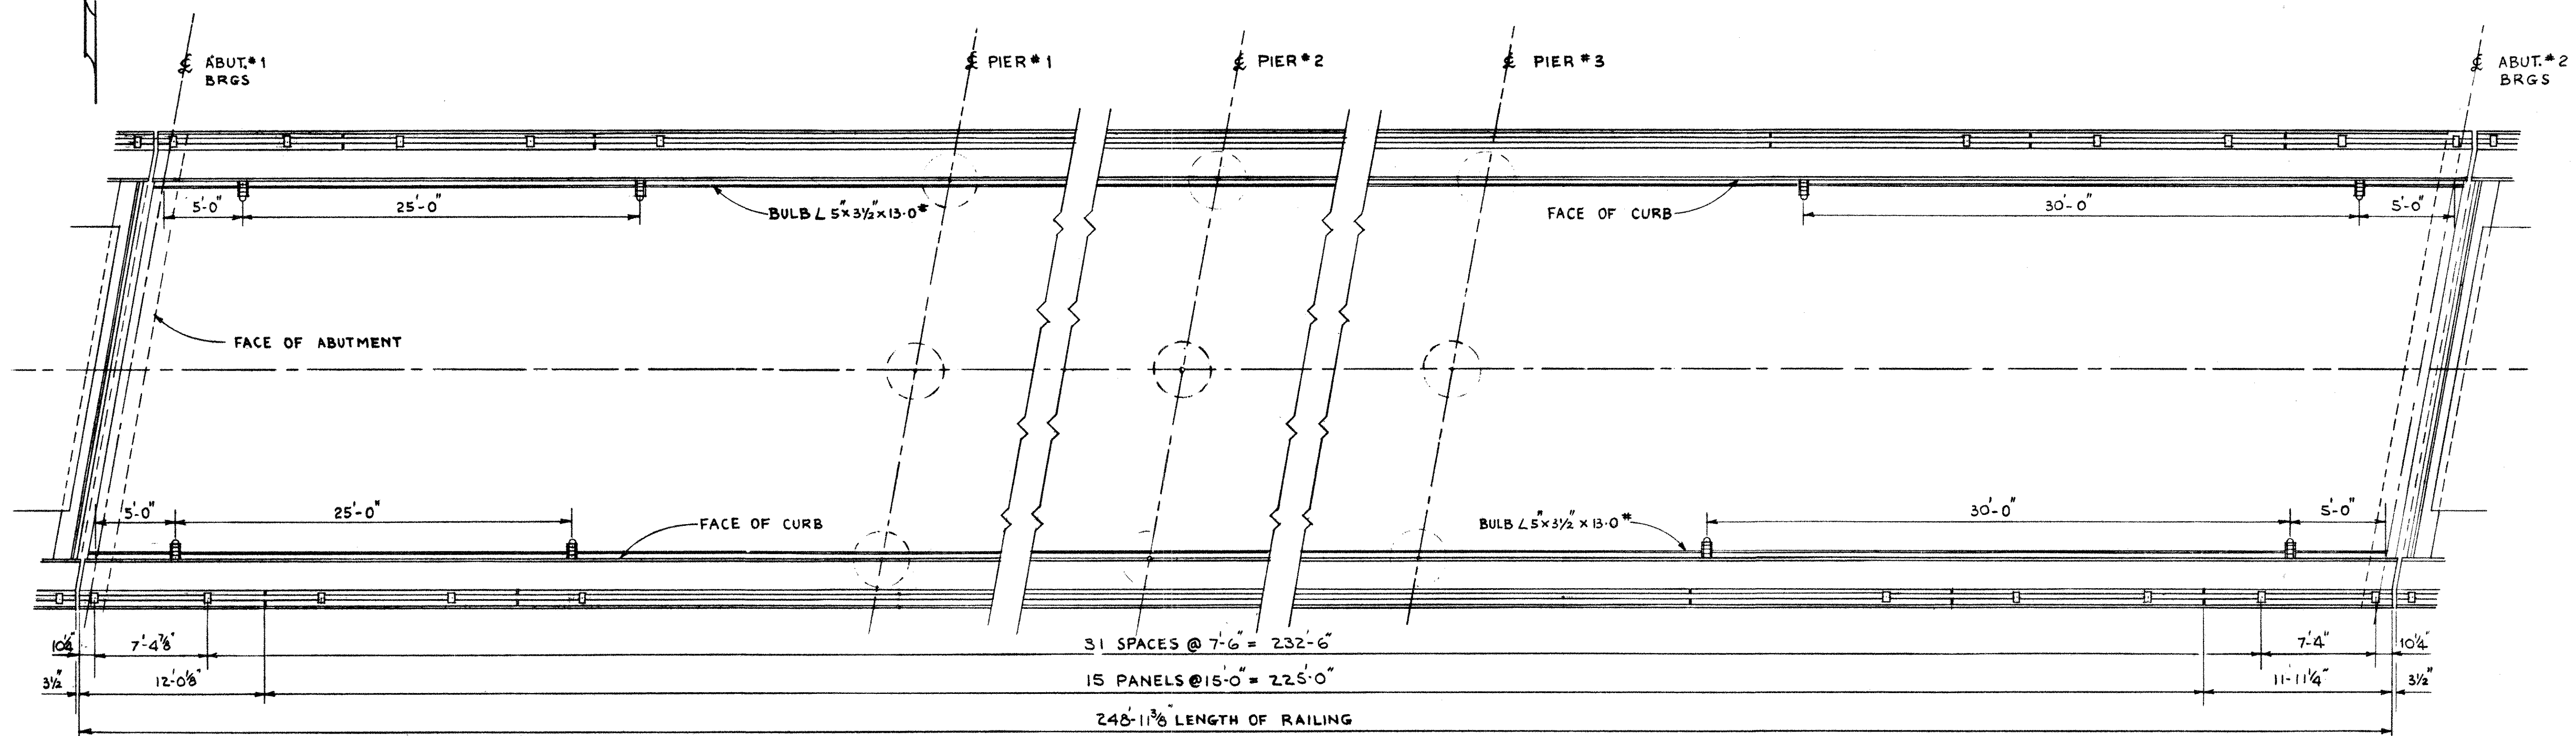 ℄ ABUT.#1
BRGS
℄ PIER #1
℄ PIER #2
℄ PIER #3
℄ ABUT.#2
BRGS
5'-0"
25'-0"
BULB ∠ 5"x3½"x13.0#
FACE OF CURB
30'-0"
5'-0"
FACE OF ABUTMENT
5'-0"
25'-0"
FACE OF CURB
BULB ∠ 5"x3½"x13.0#
30'-0"
5'-0"
10¼"
7'-4⅞"
31 SPACES @ 7'-6" = 232'-6"
7'-4"
10¼"
3½"
12'-0⅛"
15 PANELS @ 15'-0" = 225'-0"
11'-11¼"
3½"
248'-11⅜" LENGTH OF RAILING